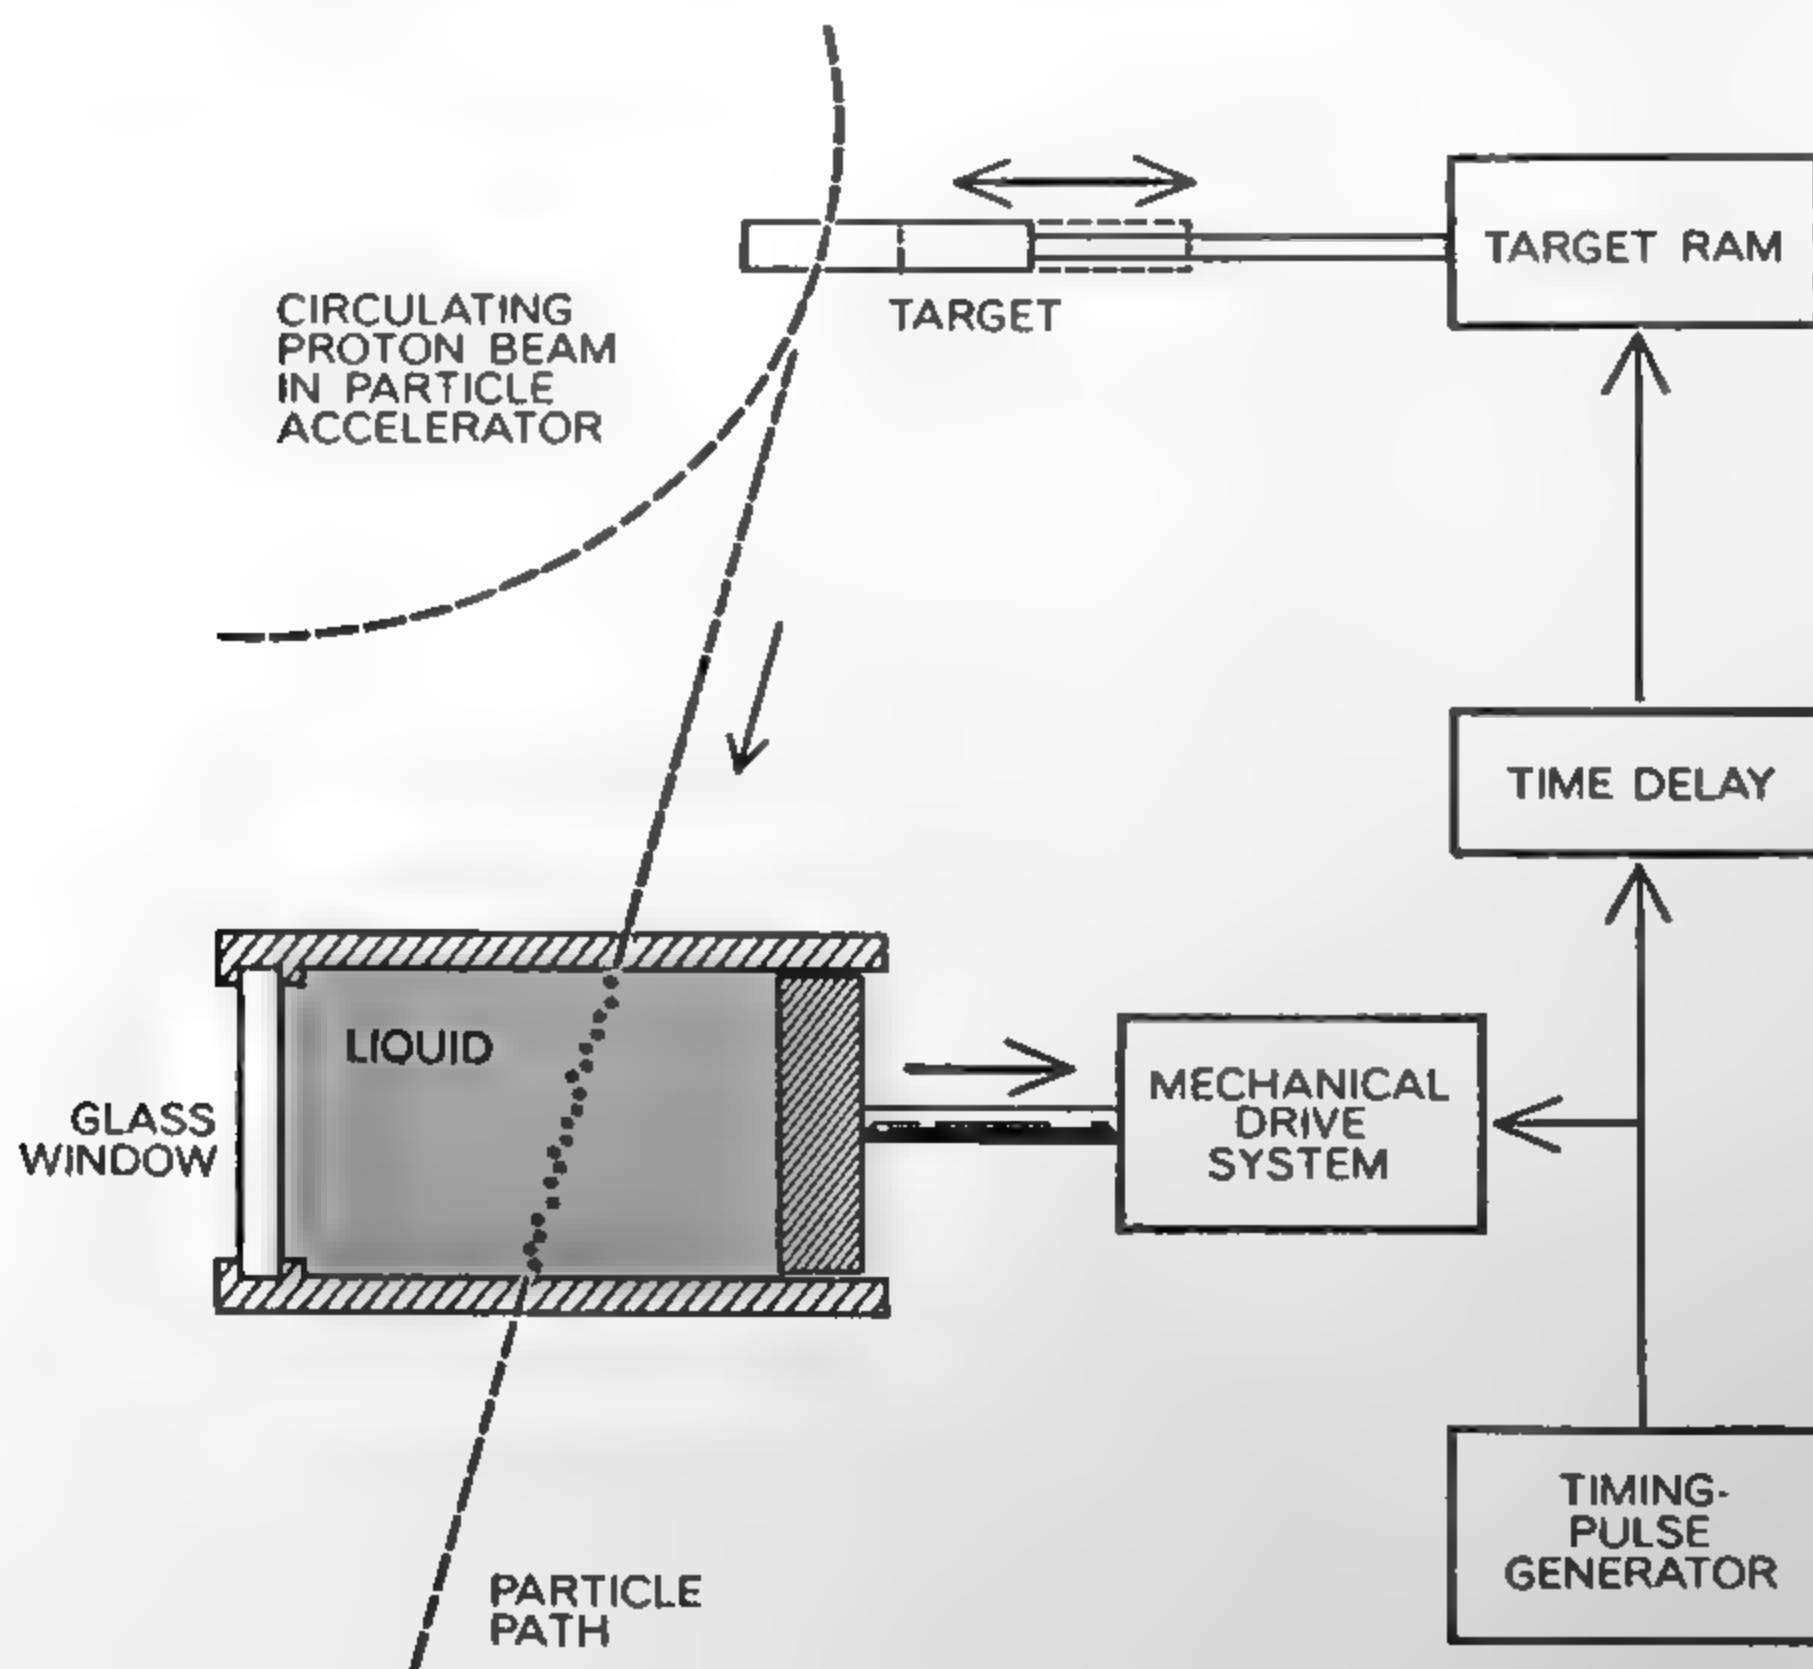 TARGET RAM
TARGET
CIRCULATING
PROTON BEAM
IN PARTICLE
ACCELERATOR
TIME DELAY
LIQUID
GLASS
WINDOW
MECHANICAL
DRIVE
SYSTEM
TIMING-
PULSE
GENERATOR
PARTICLE
PATH